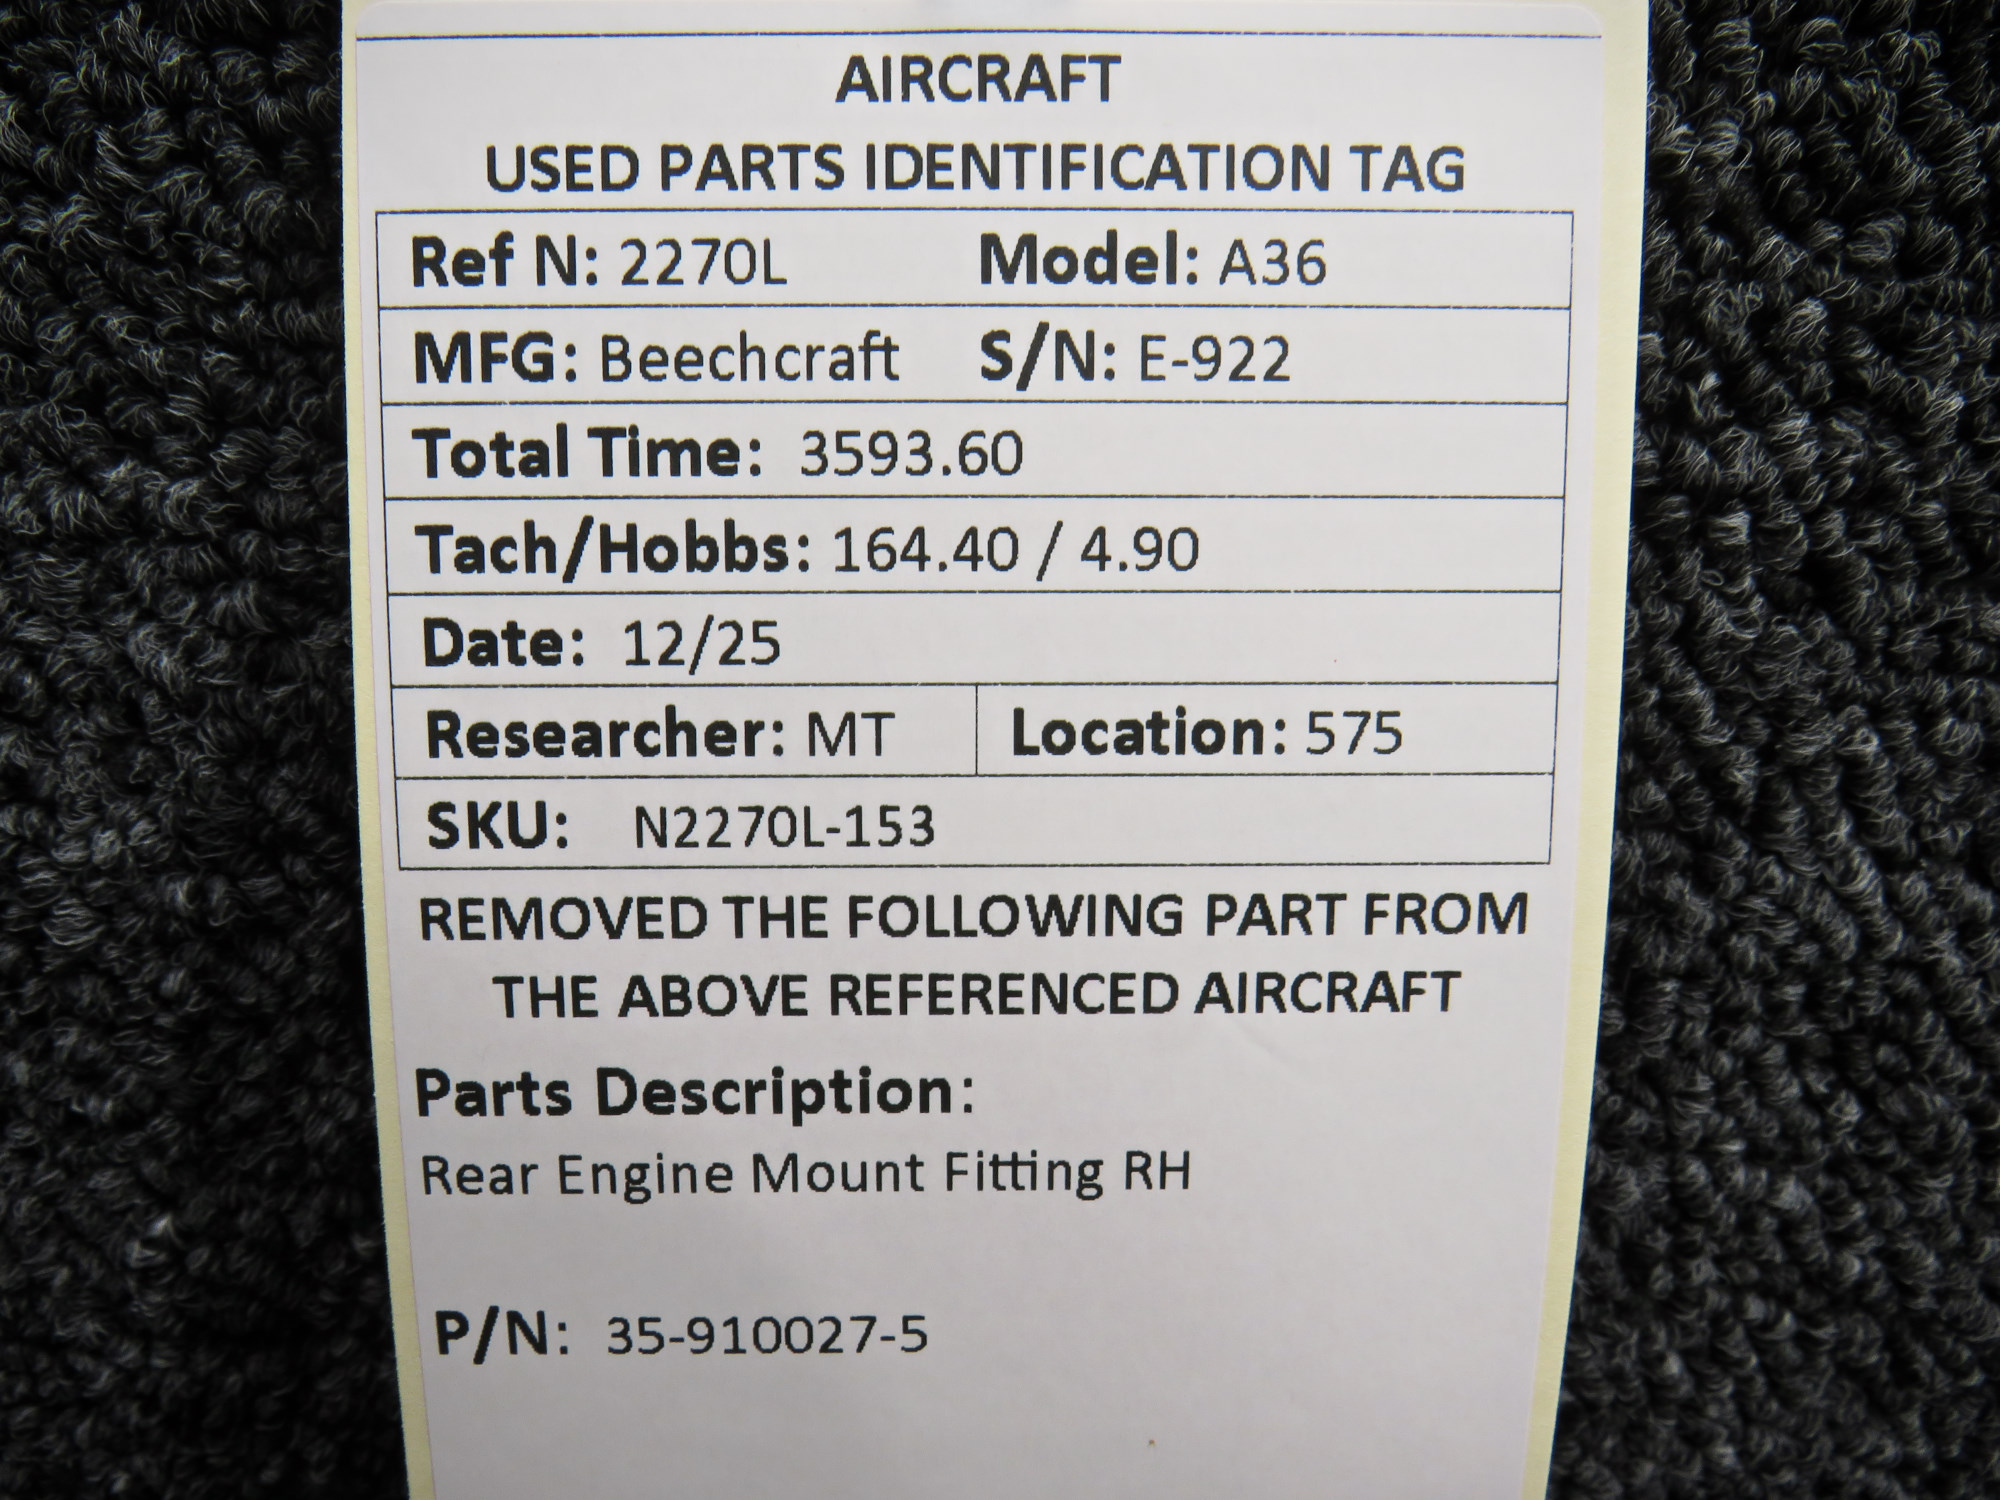 AIRCRAFT
USED PARTS IDENTIFICATION TAG
Ref N: 2270L Model: A36
MFG: Beechcraft S/N: E-922
Total Time: 3593.60
Tach/Hobbs: 164.40 / 4.90
Date: 12/25
Researcher: MT Location: 575
SKU: N2270L-153
REMOVED THE FOLLOWING PART FROM
THE ABOVE REFERENCED AIRCRAFT
Parts Description:
Rear Engine Mount Fitting RH
P/N: 35-910027-5